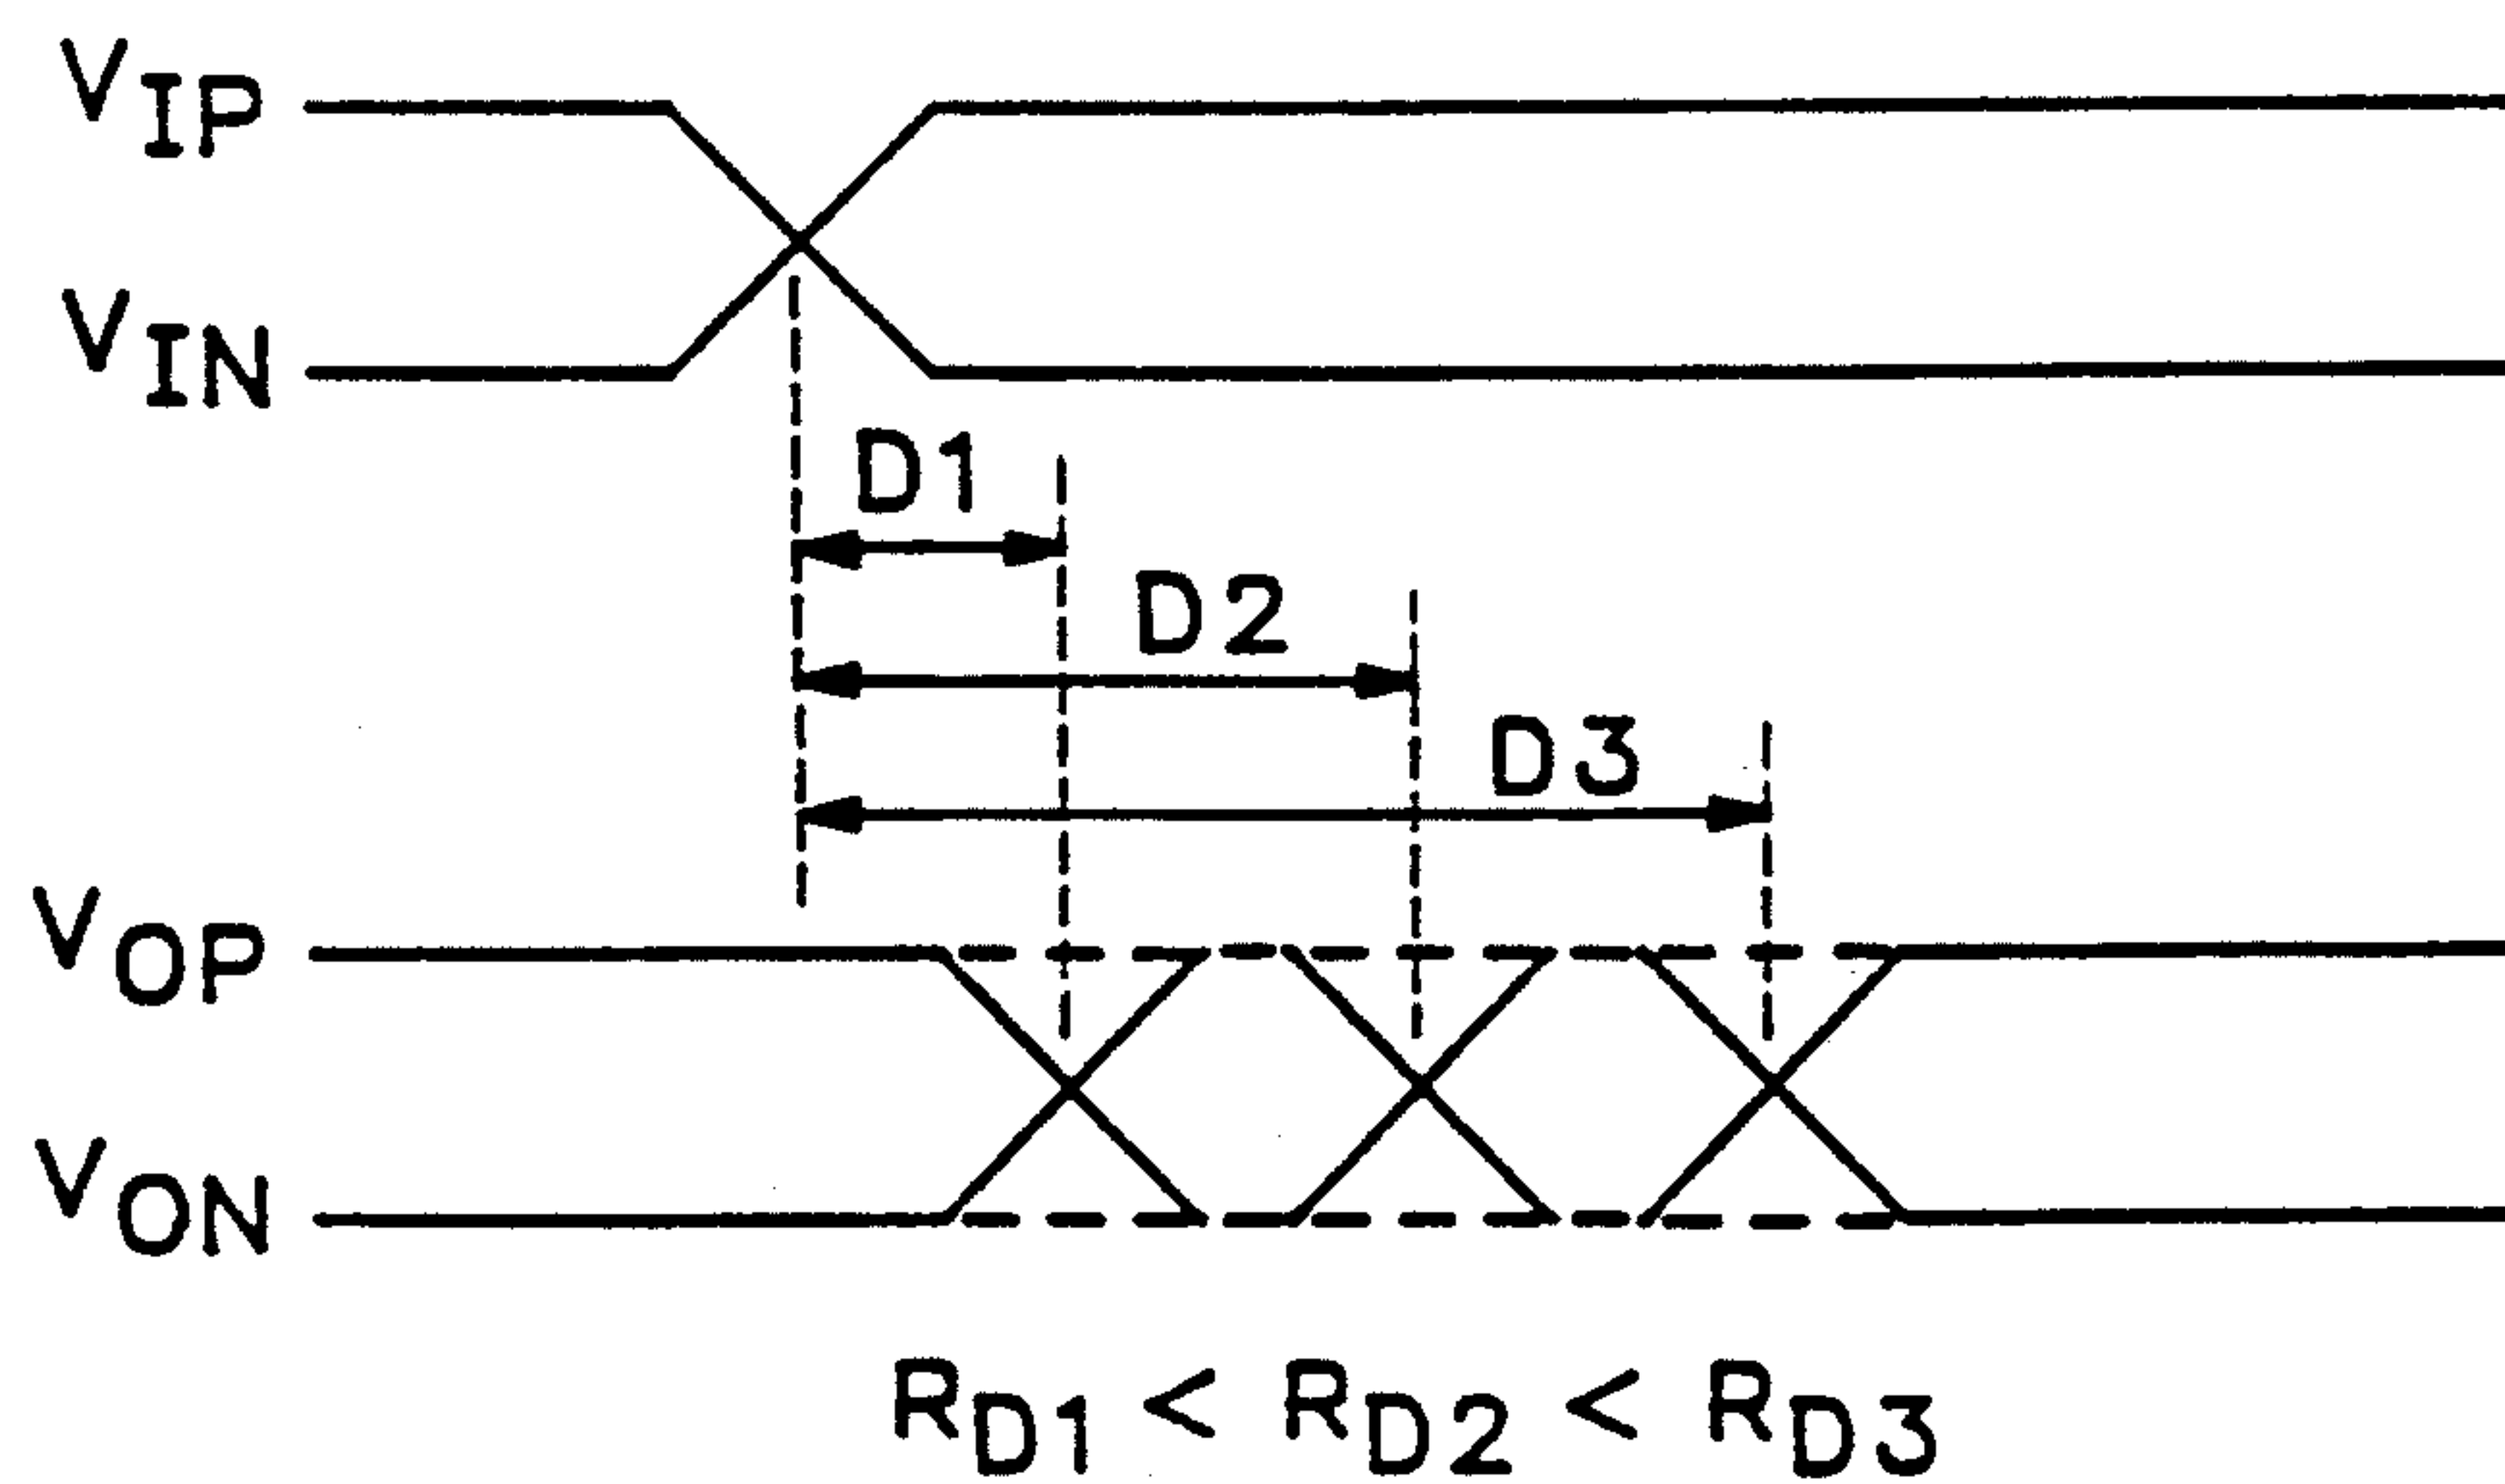 VIP
VIN
D1
D2
D3
VOP
VON
RD1 < RD2 < RD3